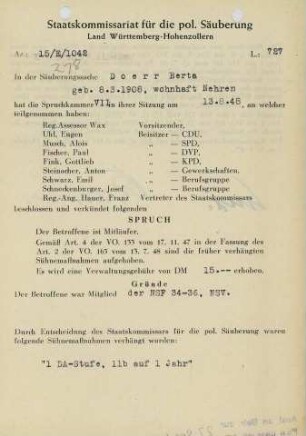 Staatskommissariat für die pol. Säuberung
Land Württemberg-Hohenzollern
15/E/1042 L: 727
278
In der Säuberungssache Doerr Berta
geb. 8.3.1908, wohnhaft Nehren
hat die Spruchkammer VII in ihrer Sitzung am 13.8.48, an welcher
teilgenommen haben:
Reg.Assessor Wax Vorsitzender,
Uhl, Eugen Beisitzer — CDU,
Musch, Alois „ — SPD,
Fischer, Paul „ — DVP,
Fink, Gottlieb „ — KPD,
Steinacher, Anton „ — Gewerkschaften,
Schwarz, Emil „ — Berufsgruppe
Schneckenburger, Josef „ — Berufsgruppe
Reg.-Ang. Hauer, Franz Vertreter des Staatskommissars
beschlossen und verkündet folgenden
SPRUCH
Der Betroffene ist Mitläufer.
Gemäß Art. 4 der VO. 133 vom 17. 11. 47 in der Fassung des
Art. 2 der VO. 165 vom 13. 7. 48 sind die früher verhängten
Sühnemaßnahmen aufgehoben.
Es wird eine Verwaltungsgebühr von DM 15.-- erhoben.
Gründe
Der Betroffene war Mitglied der NSF 34-36, NSV.
Durch Entscheidung des Staatskommissars für die pol. Säuberung waren
folgende Sühnemaßnahmen verhängt worden:
"1 DA-Stufe, 11b auf 1 Jahr"